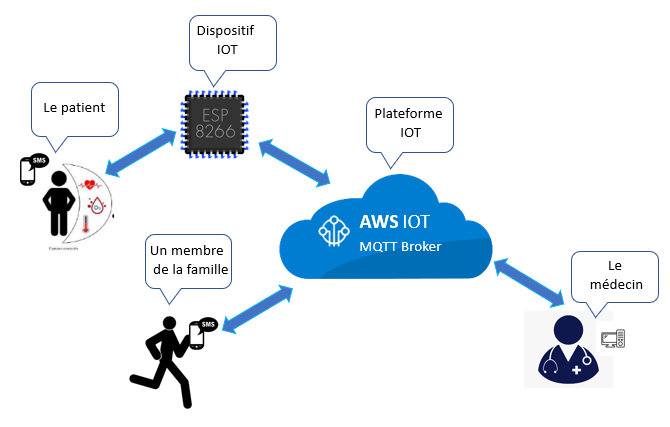 Dispositif
IOT
ESP
8266
Le patient
SMS
O₂
Plateforme
IOT
AWS IOT
MQTT Broker
Un membre
de la famille
SMS
Le
médecin